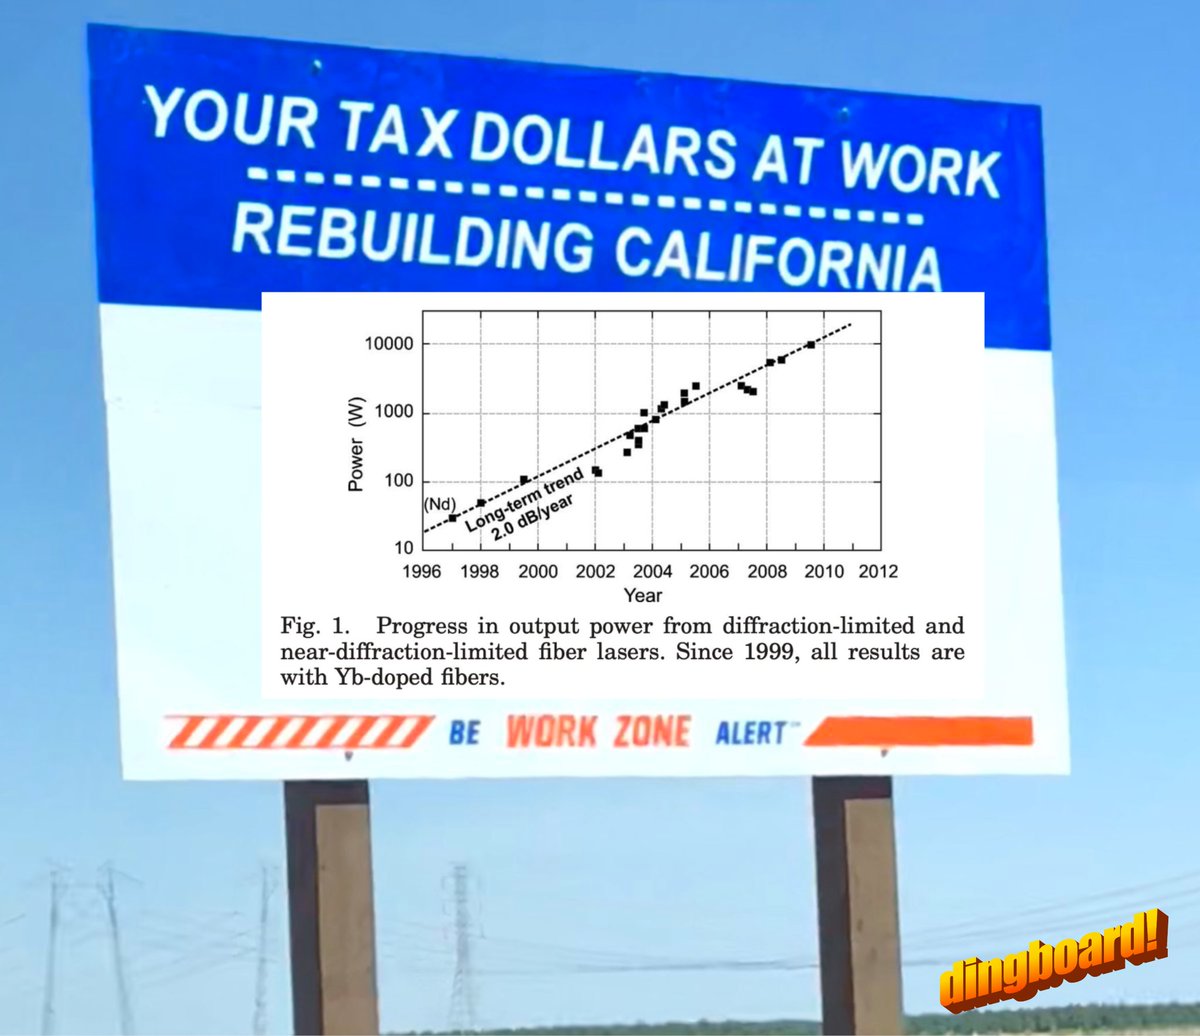 YOUR TAX DOLLARS AT WORK
REBUILDING CALIFORNIA
10000
1000
100
10
Power (W)
(Nd)
Long-term trend
2.0 dB/year
1996 1998 2000 2002 2004 2006 2008 2010 2012
Year
Fig. 1. Progress in output power from diffraction-limited and
near-diffraction-limited fiber lasers. Since 1999, all results are
with Yb-doped fibers.
BE WORK ZONE ALERT
dingboard!